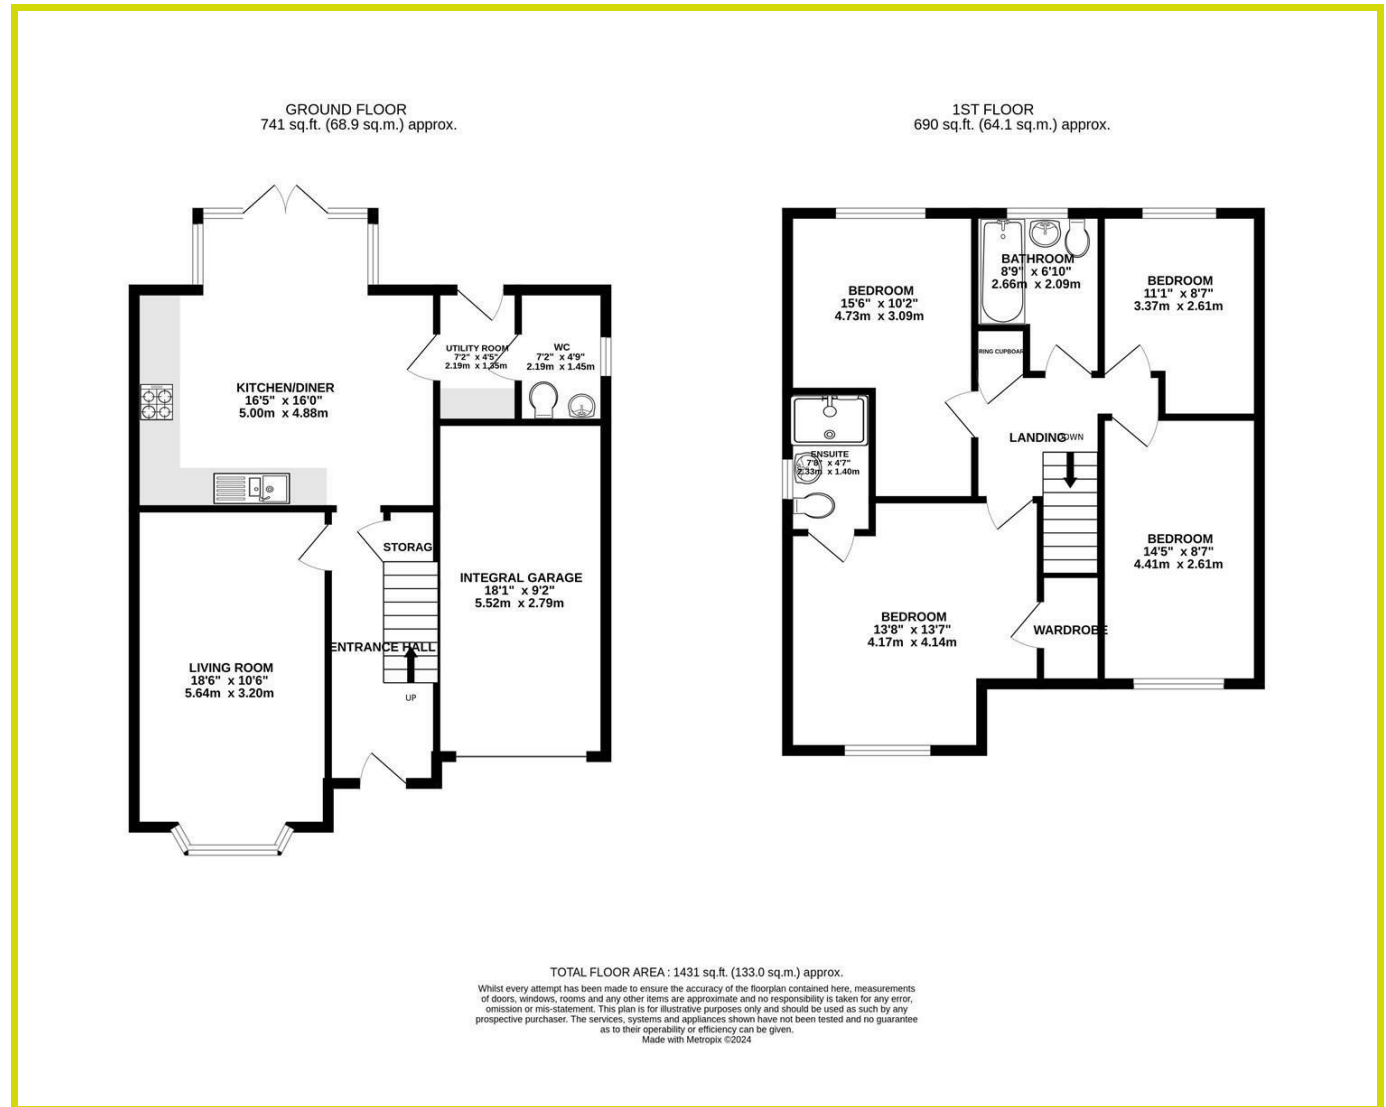 GROUND FLOOR
741 sq.ft. (68.9 sq.m.) approx.
1ST FLOOR
690 sq.ft. (64.1 sq.m.) approx.
KITCHEN/DINER
16'5" x 16'0"
5.00m x 4.88m
UTILITY ROOM
7'2" x 4'5"
2.19m x 1.35m
WC
7'2" x 4'9"
2.19m x 1.45m
STORAG
INTEGRAL GARAGE
18'1" x 9'2"
5.52m x 2.79m
ENTRANCE HALL
LIVING ROOM
18'6" x 10'6"
5.64m x 3.20m
UP
BEDROOM
15'6" x 10'2"
4.73m x 3.09m
BATHROOM
8'9" x 6'10"
2.66m x 2.09m
BEDROOM
11'1" x 8'7"
3.37m x 2.61m
RING CUPBOAR
LANDING
DOWN
ENSUITE
7'8" x 4'7"
2.33m x 1.40m
BEDROOM
14'5" x 8'7"
4.41m x 2.61m
BEDROOM
13'8" x 13'7"
4.17m x 4.14m
WARDROBE
TOTAL FLOOR AREA : 1431 sq.ft. (133.0 sq.m.) approx.
Whilst every attempt has been made to ensure the accuracy of the floorplan contained here, measurements
of doors, windows, rooms and any other items are approximate and no responsibility is taken for any error,
omission or mis-statement. This plan is for illustrative purposes only and should be used as such by any
prospective purchaser. The services, systems and appliances shown have not been tested and no guarantee
as to their operability or efficiency can be given.
Made with Metropix ©2024